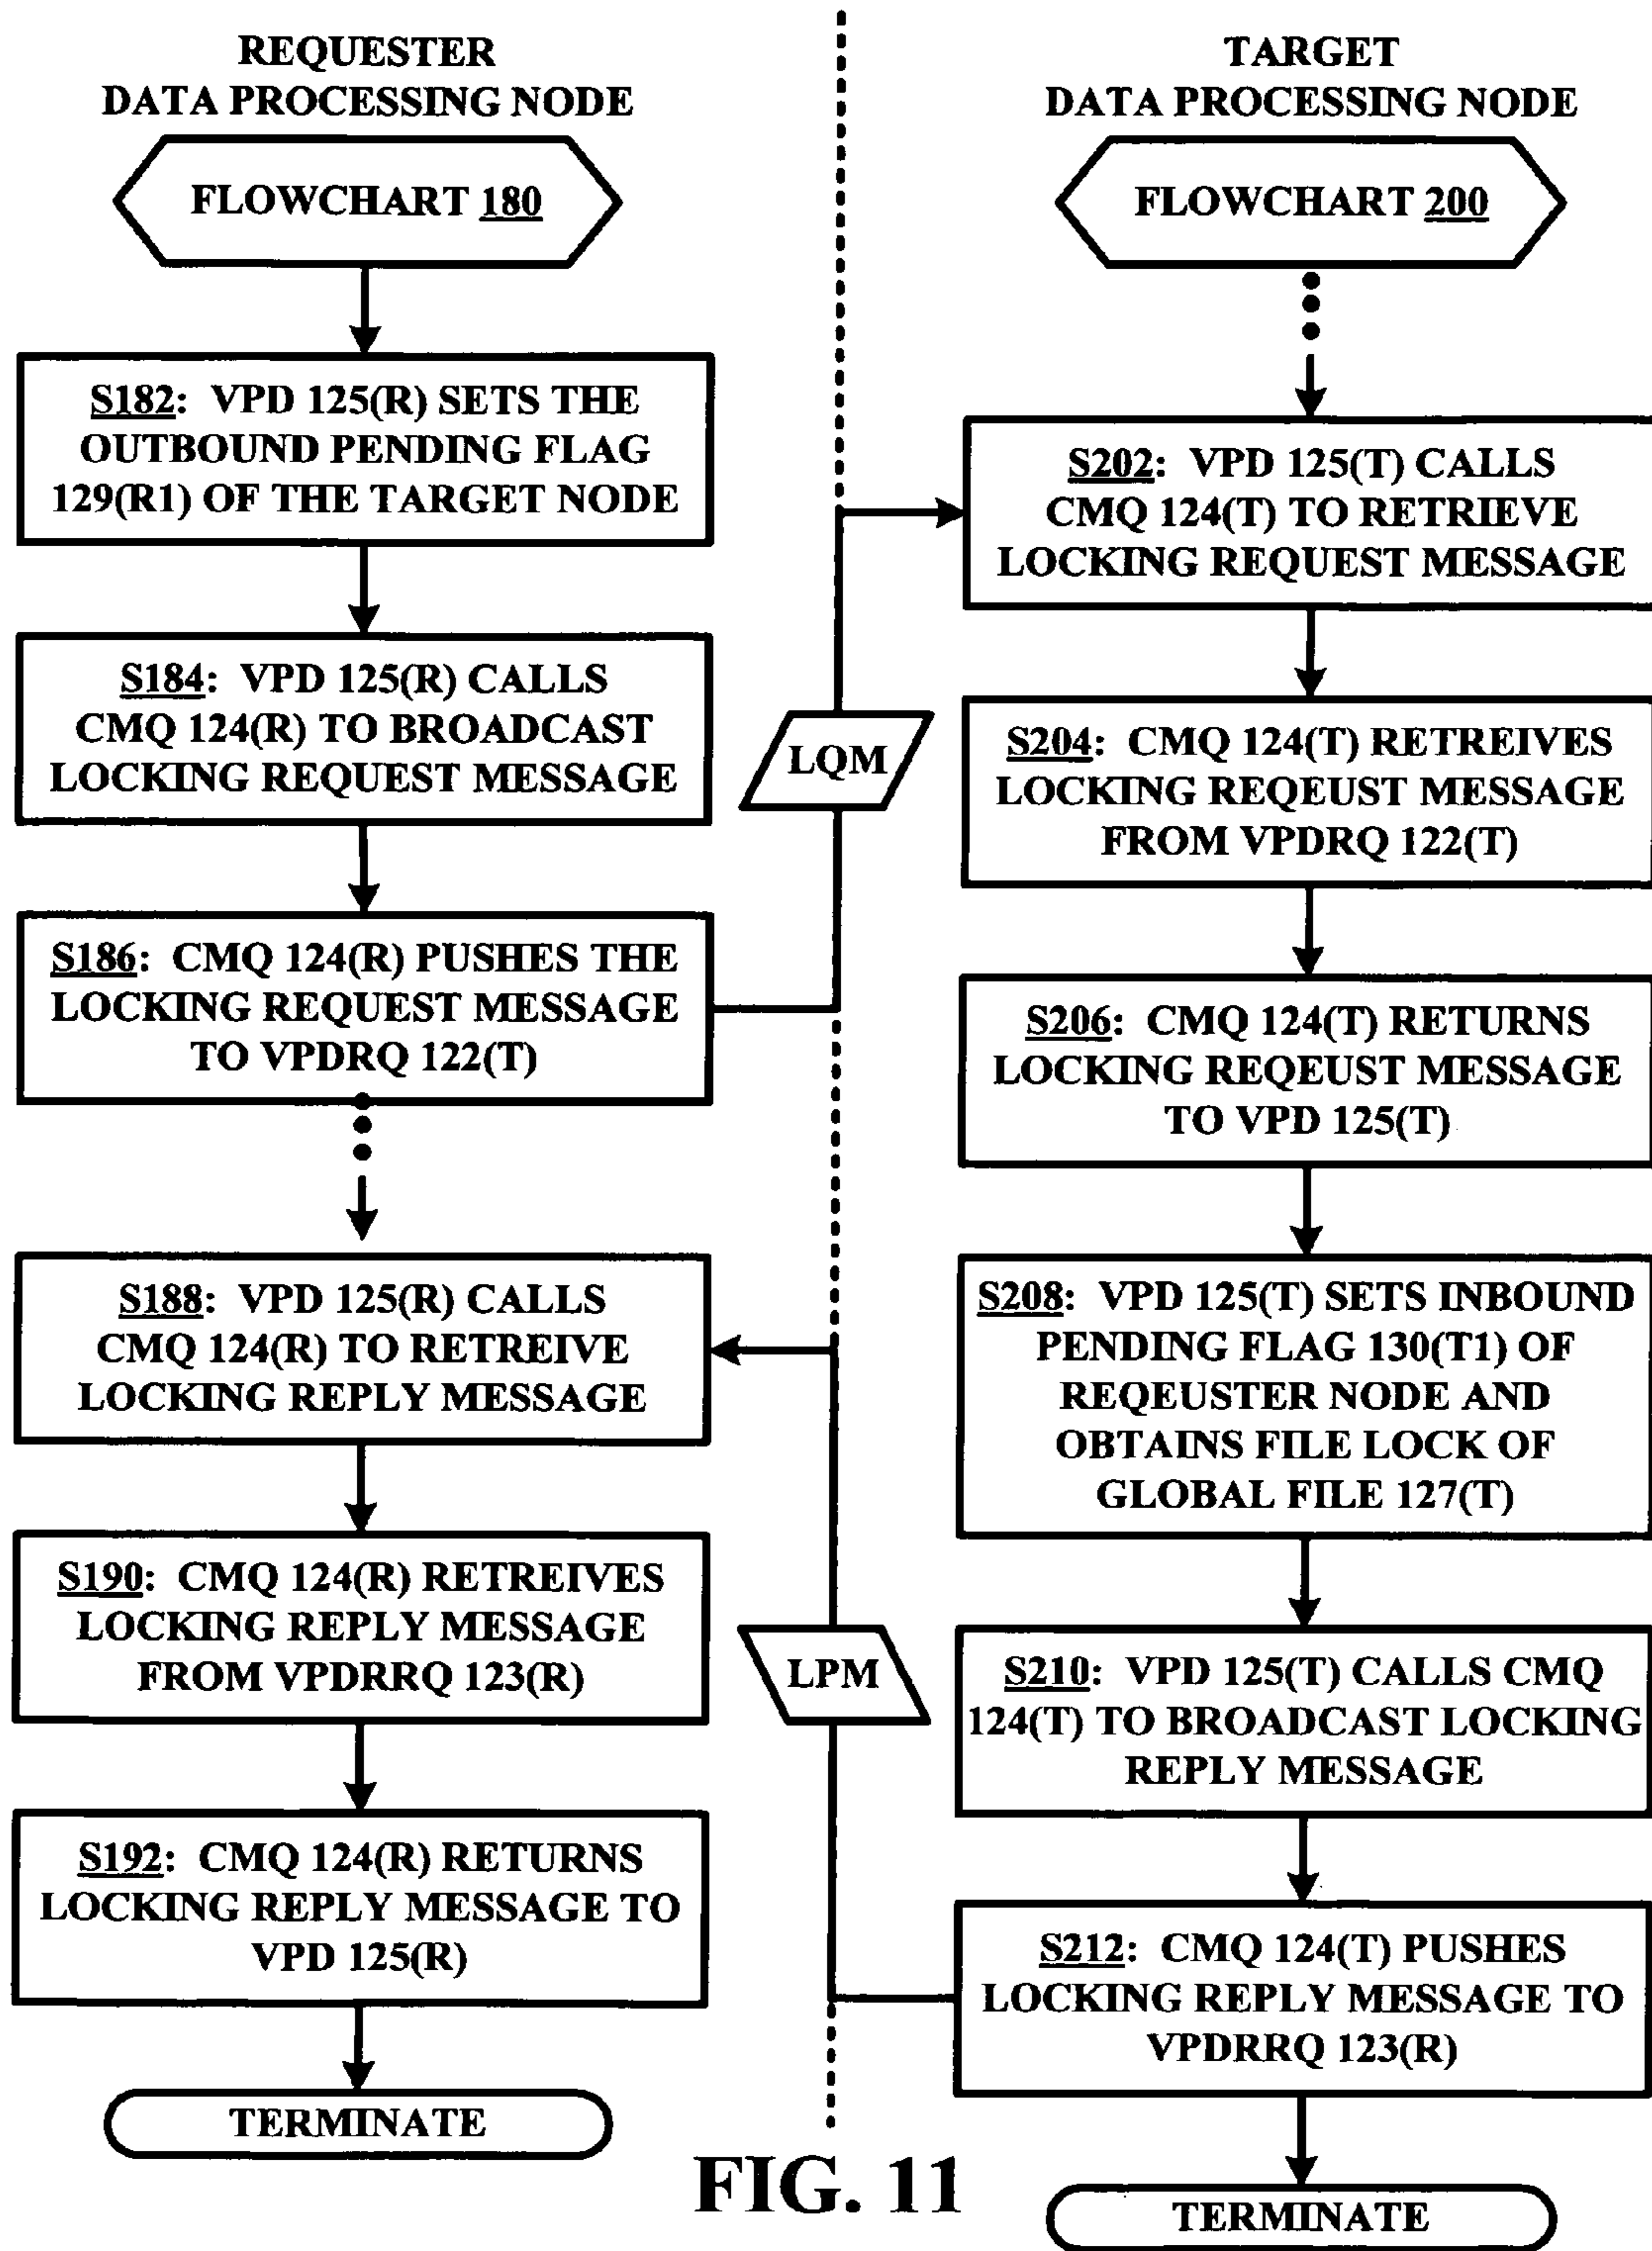 REQUESTER
DATA PROCESSING NODE
FLOWCHART 180
S182: VPD 125(R) SETS THE
OUTBOUND PENDING FLAG
129(R1) OF THE TARGET NODE
S184: VPD 125(R) CALLS
CMQ 124(R) TO BROADCAST
LOCKING REQUEST MESSAGE
S186: CMQ 124(R) PUSHES THE
LOCKING REQUEST MESSAGE
TO VPDRQ 122(T)
S188: VPD 125(R) CALLS
CMQ 124(R) TO RETREIVE
LOCKING REPLY MESSAGE
S190: CMQ 124(R) RETREIVES
LOCKING REPLY MESSAGE
FROM VPDRRQ 123(R)
S192: CMQ 124(R) RETURNS
LOCKING REPLY MESSAGE TO
VPD 125(R)
TERMINATE
LQM
LPM
TARGET
DATA PROCESSING NODE
FLOWCHART 200
S202: VPD 125(T) CALLS
CMQ 124(T) TO RETRIEVE
LOCKING REQUEST MESSAGE
S204: CMQ 124(T) RETREIVES
LOCKING REQEUST MESSAGE
FROM VPDRQ 122(T)
S206: CMQ 124(T) RETURNS
LOCKING REQEUST MESSAGE
TO VPD 125(T)
S208: VPD 125(T) SETS INBOUND
PENDING FLAG 130(T1) OF
REQEUSTER NODE AND
OBTAINS FILE LOCK OF
GLOBAL FILE 127(T)
S210: VPD 125(T) CALLS CMQ
124(T) TO BROADCAST LOCKING
REPLY MESSAGE
S212: CMQ 124(T) PUSHES
LOCKING REPLY MESSAGE TO
VPDRRQ 123(R)
TERMINATE
FIG. 11